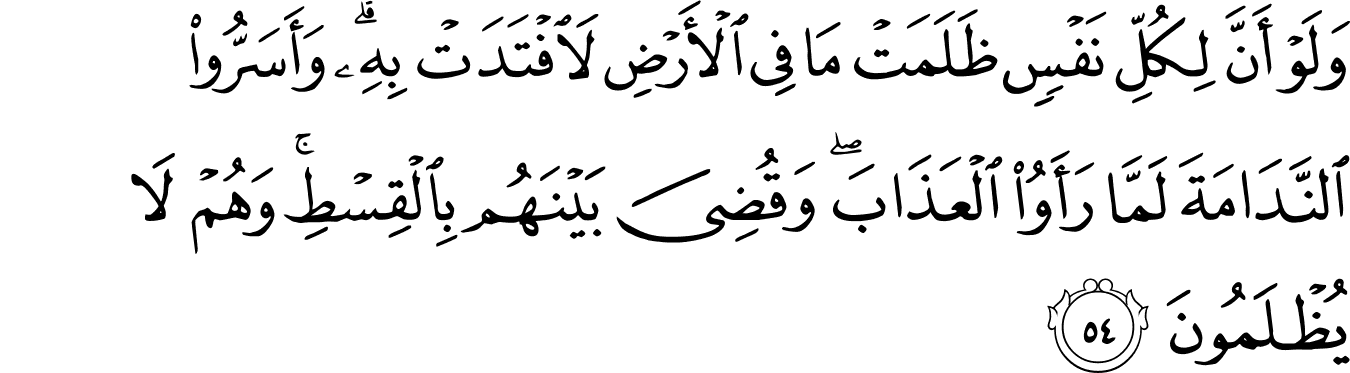 وَلَوۡ أَنَّ لِكُلِّ نَفۡسٖ ظَلَمَتۡ مَا فِي ٱلۡأَرۡضِ لَٱفۡتَدَتۡ بِهِۦۗ وَأَسَرُّواْ
ٱلنَّدَامَةَ لَمَّا رَأَوُاْ ٱلۡعَذَابَۖ وَقُضِيَ بَيۡنَهُم بِٱلۡقِسۡطِۚ وَهُمۡ لَا
يُظۡلَمُونَ ٥٤